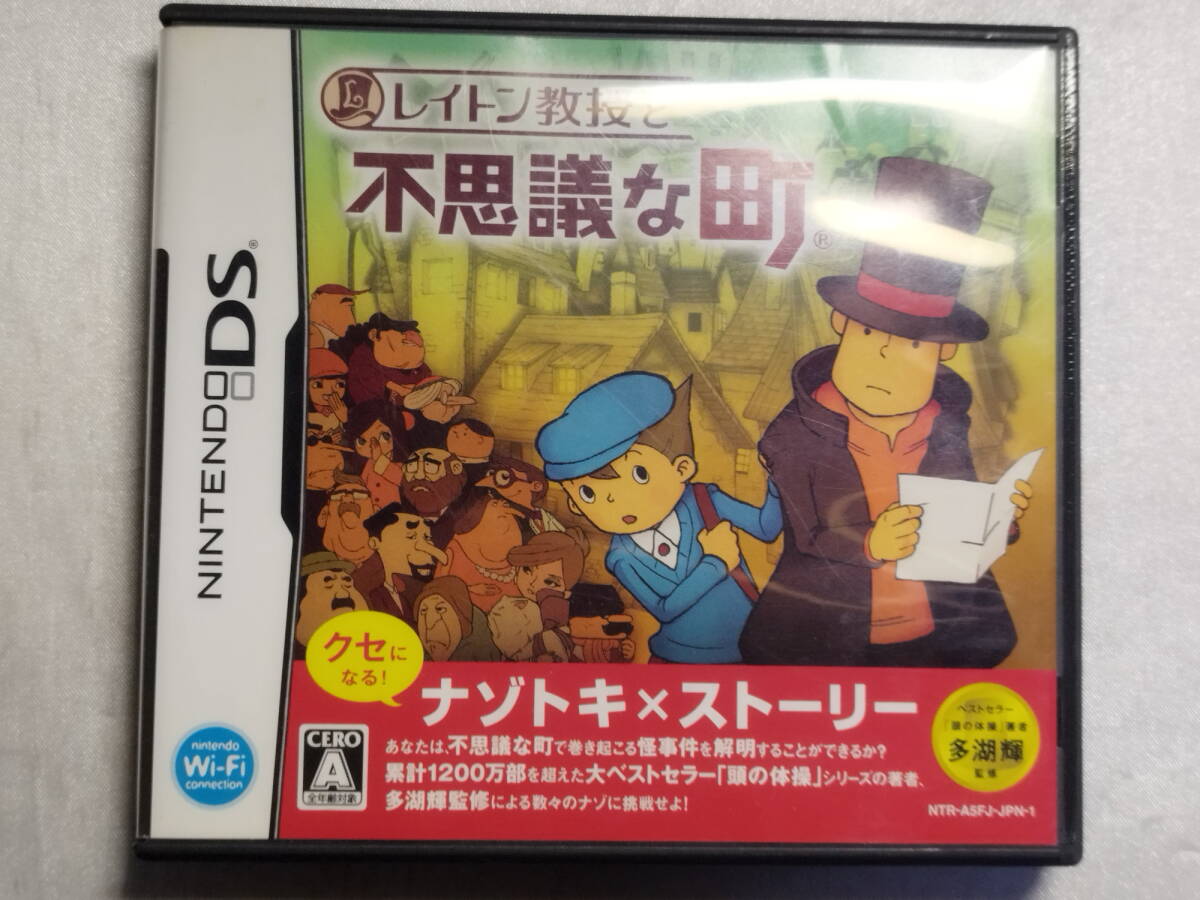 レイトン教授と
不思議な町®
NINTENDO DS®
クセに
なる!
ナゾトキ×ストーリー
あなたは、不思議な町で巻き起こる怪事件を解明することができるか?
累計1200万部を超えた大ベストセラー「頭の体操」シリーズの著者、
多湖輝監修による数々のナゾに挑戦せよ!
ベストセラー
「頭の体操」著者
多湖輝
監修
NTR-A5FJ-JPN-1
CERO
A
全年齢対象
nintendo
Wi-Fi
connection